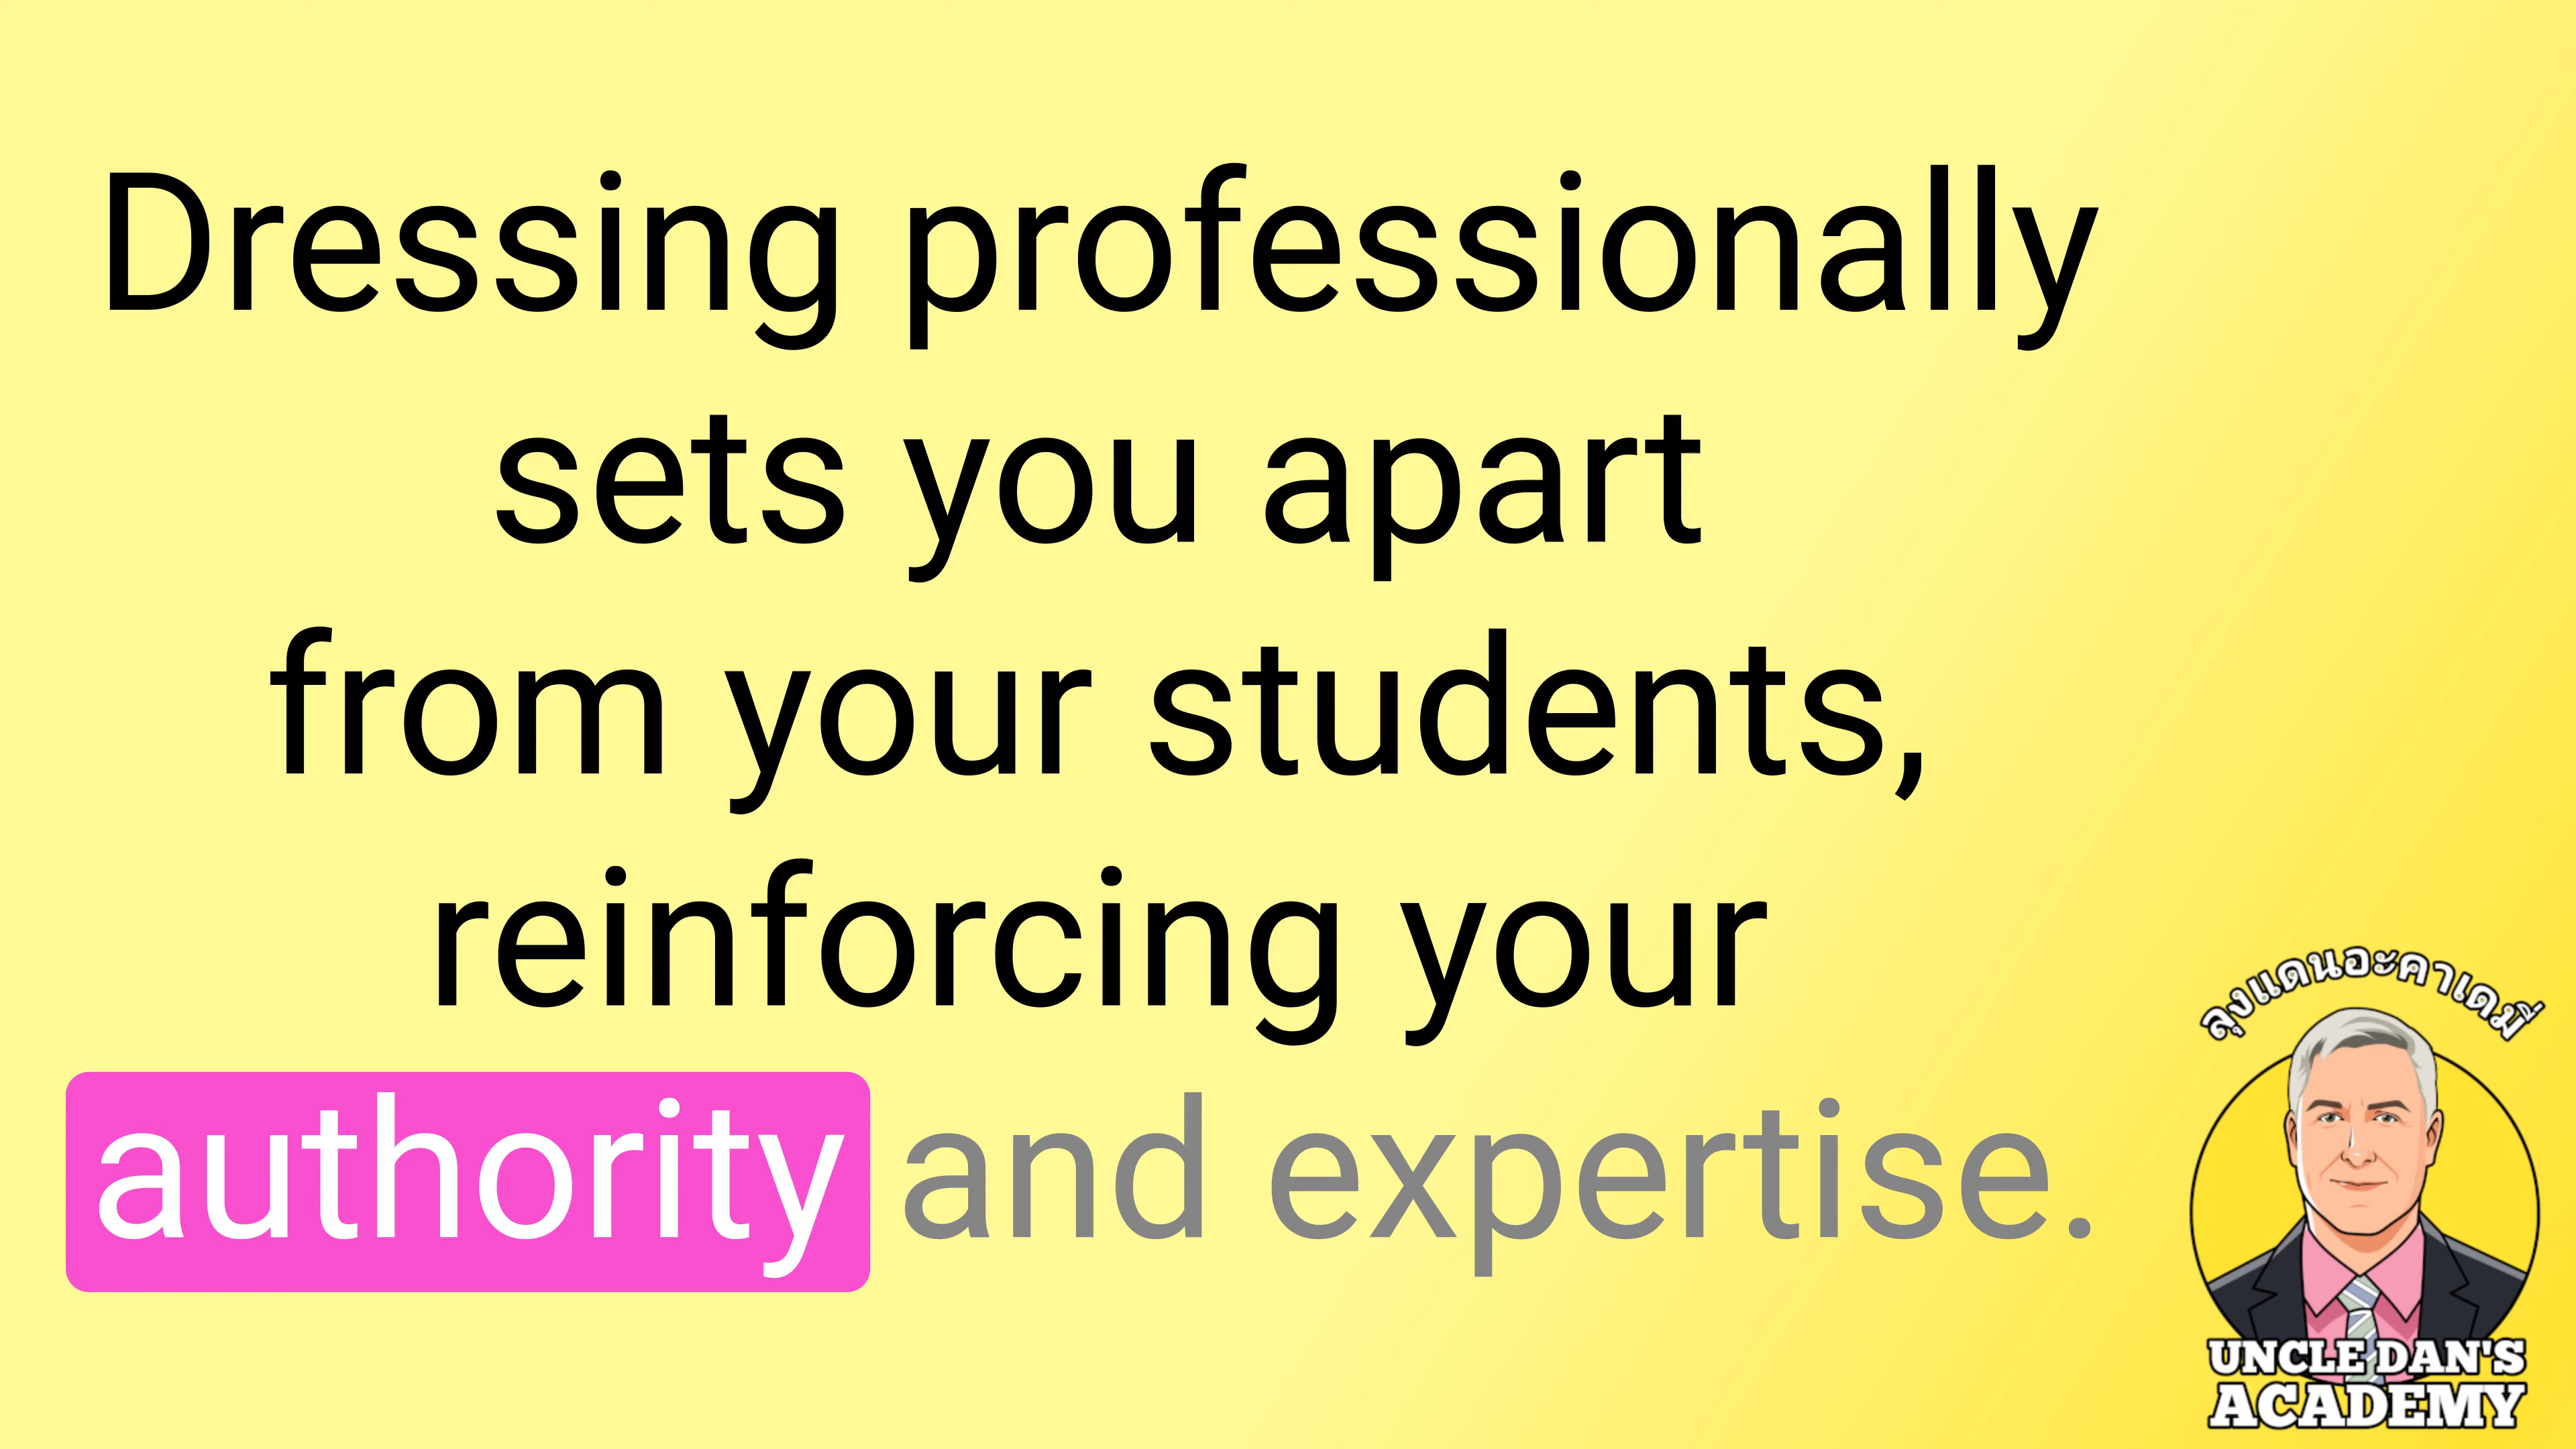 Dressing professionally
sets you apart
from your students,
reinforcing your
authority and expertise.
ลุงแดนอะคาเดมี่
UNCLE DAN'S
ACADEMY